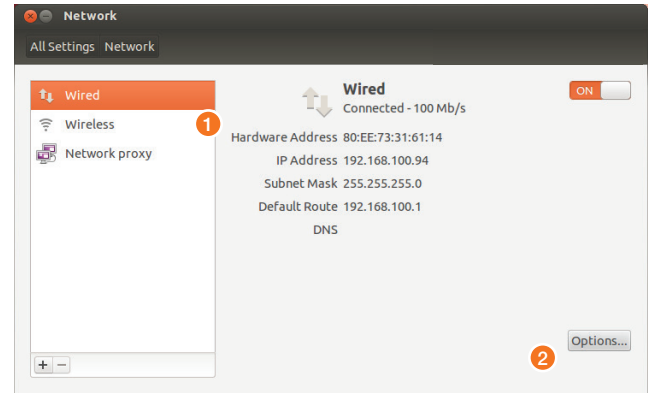 Network
All Settings Network
Wired
Wireless
Network proxy
1
Wired
Connected - 100 Mb/s
ON
Hardware Address 80:EE:73:31:61:14
IP Address 192.168.100.94
Subnet Mask 255.255.255.0
Default Route 192.168.100.1
DNS
Options...
2
+ −